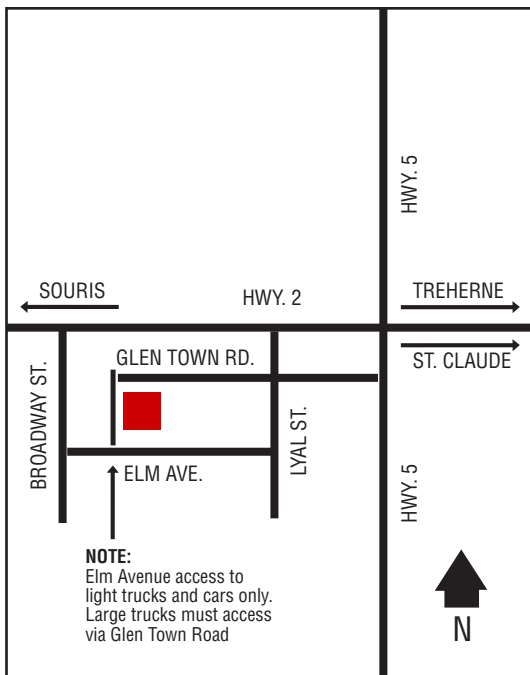 HWY. 5
SOURIS
HWY. 2
TREHERNE
ST. CLAUDE
GLEN TOWN RD.
BROADWAY ST.
LYAL ST.
ELM AVE.
HWY. 5
NOTE:
Elm Avenue access to
light trucks and cars only.
Large trucks must access
via Glen Town Road
N